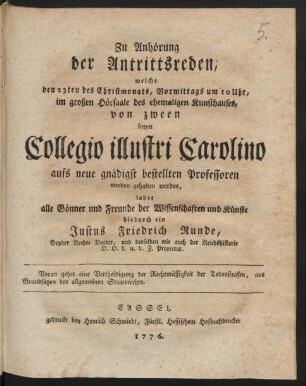 5.
Zu Anhörung
der Antrittsreden,
welche
den 23ten des Christmonats, Vormittags um 10 Uhr,
im großen Hörsaale des ehemaligen Kunsthauses,
von zween
beym
Collegio illustri Carolino
aufs neue gnädigst bestellten Professoren
werden gehalten werden,
ladet
alle Gönner und Freunde der Wissenschaften und Künste
hiedurch ein
Justus Friedrich Runde,
Beyder Rechte Doctor, und derselben wie auch der Reichshistorie
O. O. L. u. d. Z. Prorector.
Voran gehet eine Vertheidigung der Rechtmäßigkeit der Todesstrafen, aus
Grundsätzen des allgemeinen Staatsrechts.
CASSEL,
gedruckt bey Henrich Schmiedt, Fürstl. Hessischem Hofbuchdrucker
1776.